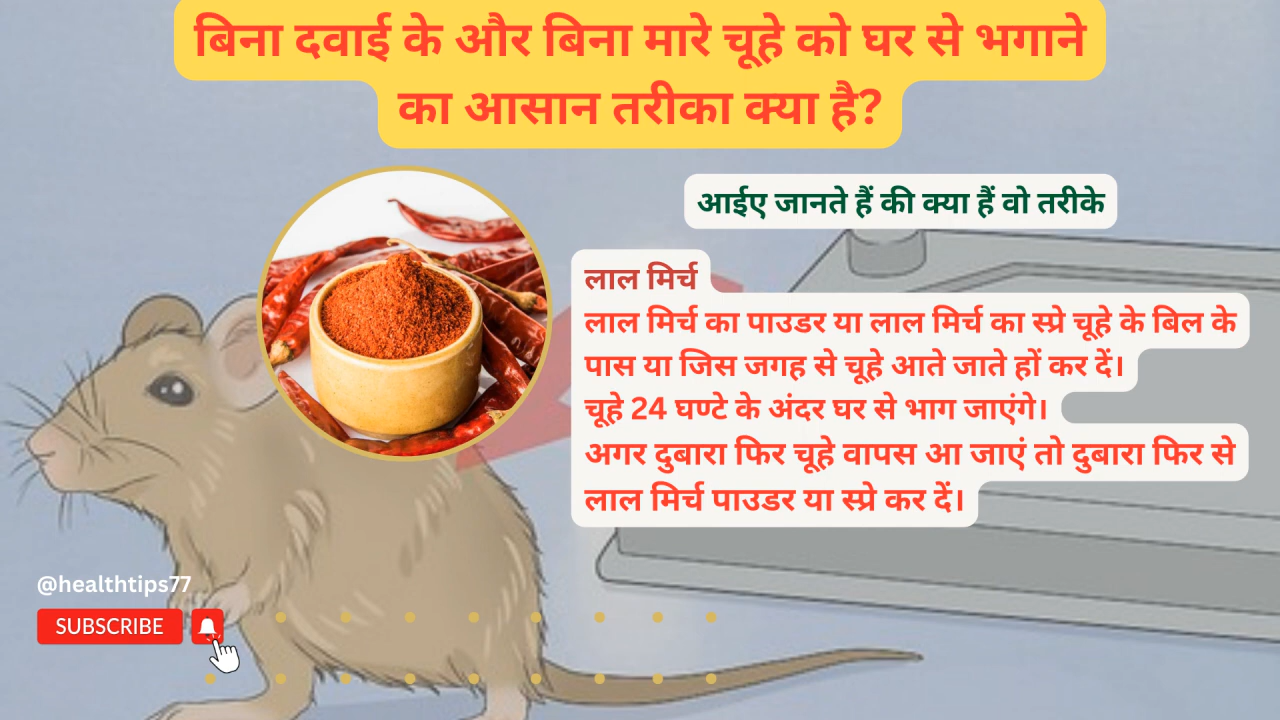 बिना दवाई के और बिना मारे चूहे को घर से भगाने
का आसान तरीका क्या है?
आईए जानते हैं की क्या हैं वो तरीके
लाल मिर्च
लाल मिर्च का पाउडर या लाल मिर्च का स्प्रे चूहे के बिल के
पास या जिस जगह से चूहे आते जाते हों कर दें।
चूहे 24 घण्टे के अंदर घर से भाग जाएंगे।
अगर दुबारा फिर चूहे वापस आ जाएं तो दुबारा फिर से
लाल मिर्च पाउडर या स्प्रे कर दें।
@healthtips77
SUBSCRIBE